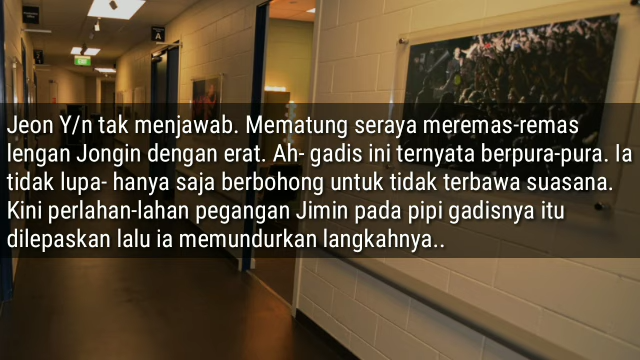 Jeon Y/n tak menjawab. Mematung seraya meremas-remas
lengan Jongin dengan erat. Ah- gadis ini ternyata berpura-pura. Ia
tidak lupa- hanya saja berbohong untuk tidak terbawa suasana.
Kini perlahan-lahan pegangan Jimin pada pipi gadisnya itu
dilepaskan lalu ia memundurkan langkahnya..
A